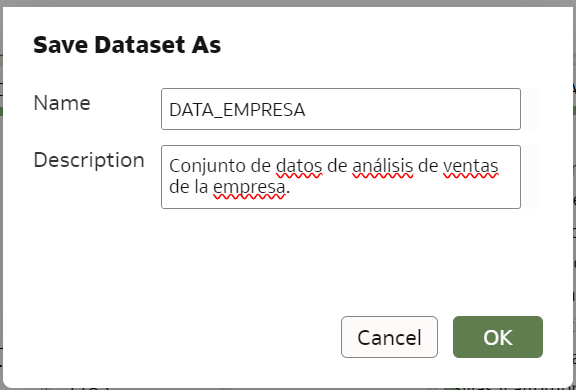 Save Dataset As
Name
DATA_EMPRESA
Description
Conjunto de datos de análisis de ventas
de la empresa.
Cancel
OK